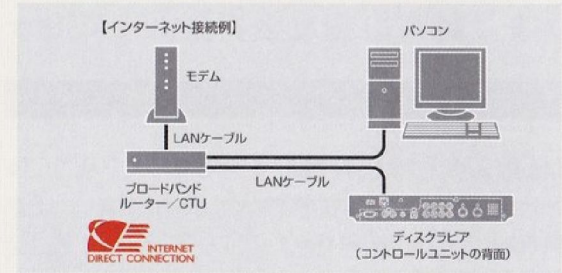 【インターネット接続例】
パソコン
モデム
LANケーブル
ブロードバンド
ルーター/CTU
LANケーブル
INTERNET
DIRECT CONNECTION
ディスクラビア
(コントロールユニットの背面)